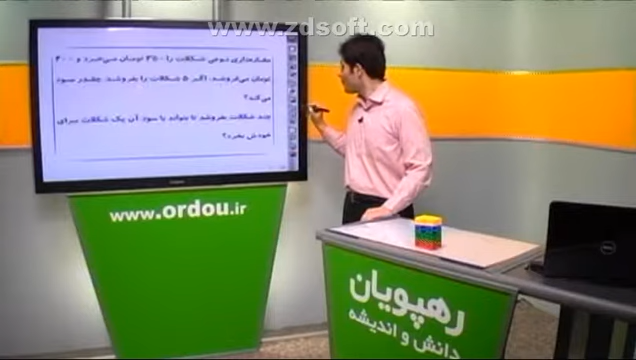 www.zdsoft.com
مغازه‌داری نوعی شکلات را ۳۵۰ تومان می‌خرد و ۴۰۰
تومان می‌فروشد. اگر ۵ شکلات را بفروشد، چقدر سود
می‌کند؟
چند شکلات بفروشد تا بتواند با سود آن یک شکلات برای
خودش بخرد؟
www.ordou.ir
رهپویان
دانش و اندیشه
DELL